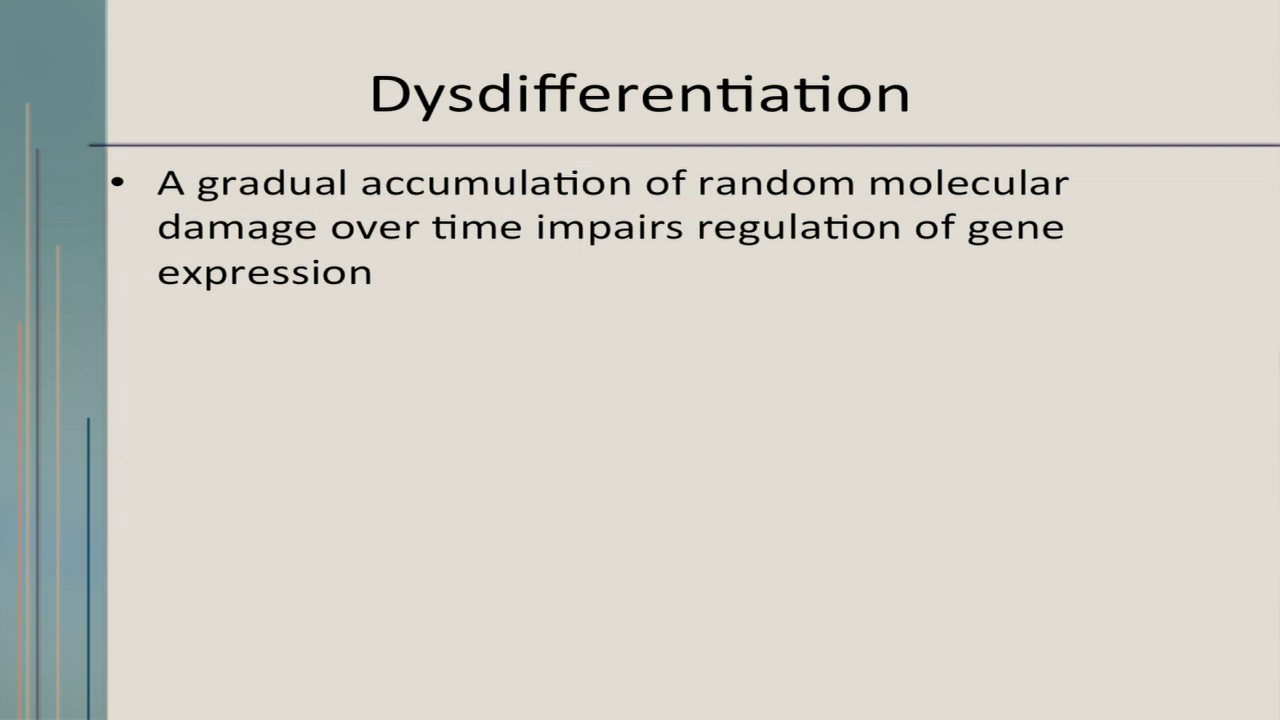 Dysdifferentiation
• A gradual accumulation of random molecular
damage over time impairs regulation of gene
expression